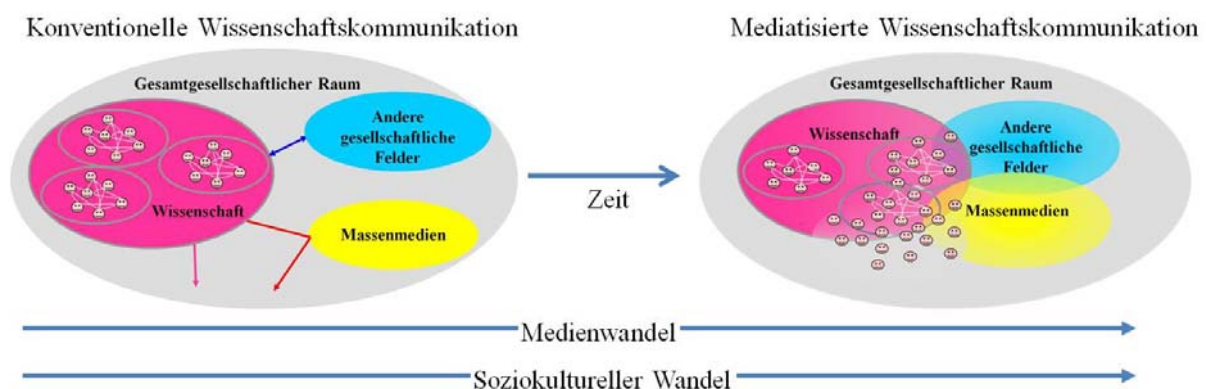 Konventionelle Wissenschaftskommunikation
Gesamtgesellschaftlicher Raum
Andere
gesellschaftliche
Felder
Wissenschaft
Massenmedien
Zeit
Mediatisierte Wissenschaftskommunikation
Gesamtgesellschaftlicher Raum
Wissenschaft
Andere
gesellschaftliche
Felder
Massenmedien
Medienwandel
Soziokultureller Wandel